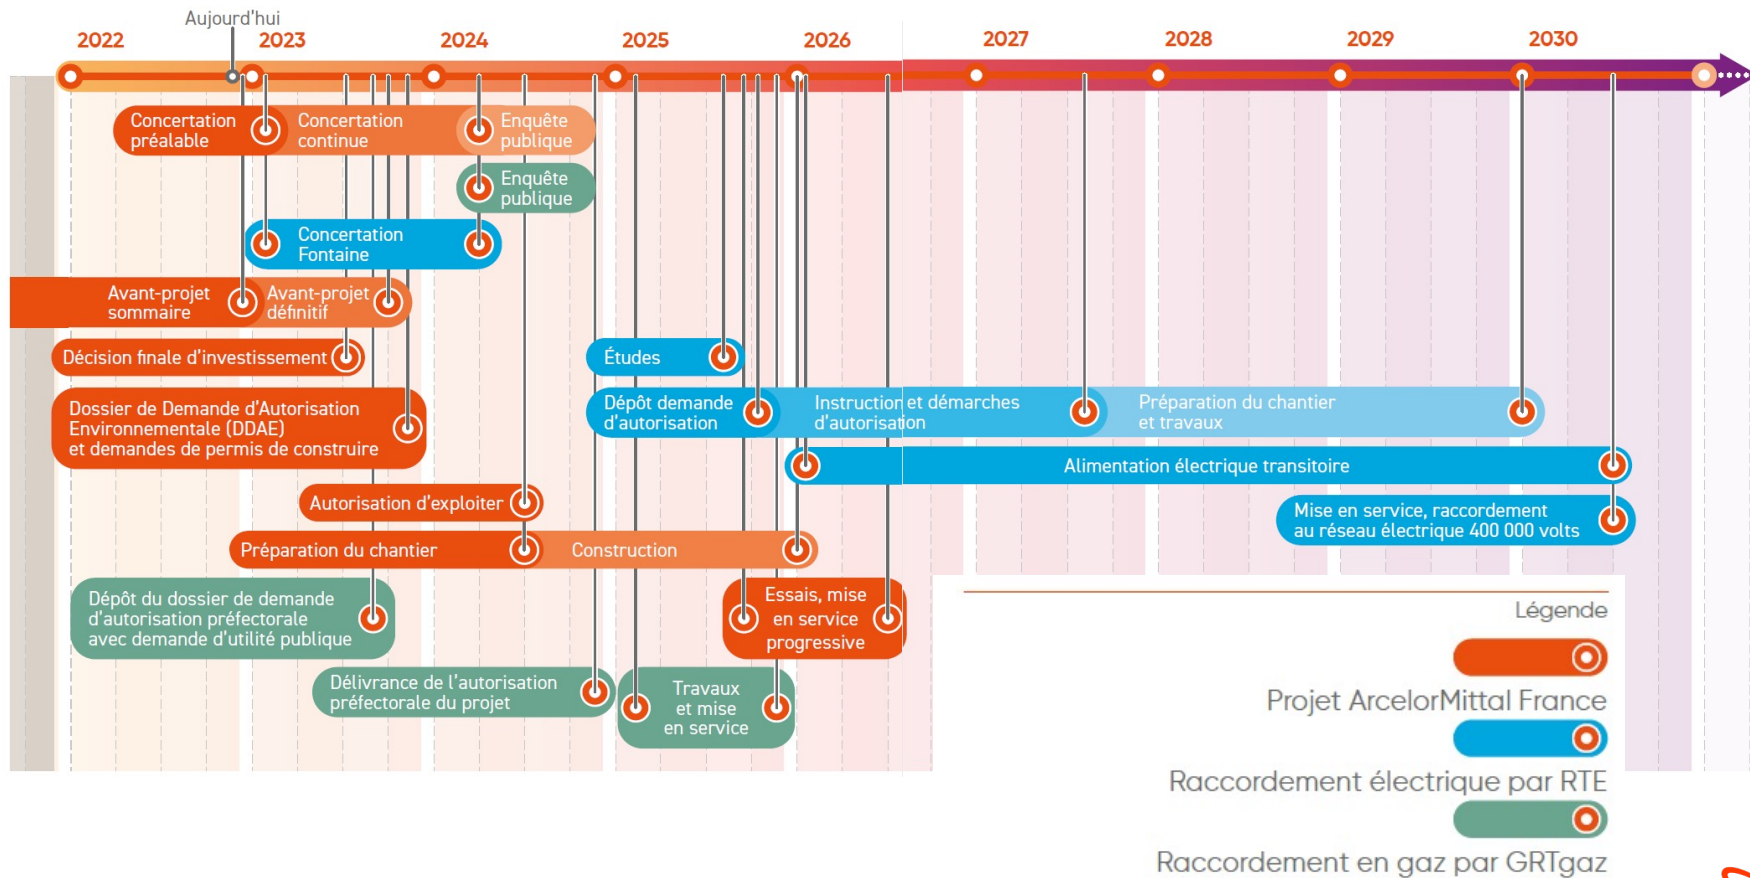 Aujourd'hui
2022 2023 2024 2025 2026 2027 2028 2029 2030
Concertation
préalable
Concertation
continue
Enquête
publique
Enquête
publique
Concertation
Fontaine
Avant-projet
sommaire
Avant-projet
définitif
Décision finale d'investissement
Études
Dossier de Demande d'Autorisation
Environnementale (DDAE)
et demandes de permis de construire
Dépôt demande
d'autorisation
Instruction et démarches
d'autorisation
Préparation du chantier
et travaux
Alimentation électrique transitoire
Autorisation d'exploiter
Mise en service, raccordement
au réseau électrique 400 000 volts
Préparation du chantier
Construction
Dépôt du dossier de demande
d'autorisation préfectorale
avec demande d'utilité publique
Essais, mise
en service
progressive
Délivrance de l'autorisation
préfectorale du projet
Travaux
et mise
en service
Légende
Projet ArcelorMittal France
Raccordement électrique par RTE
Raccordement en gaz par GRTgaz